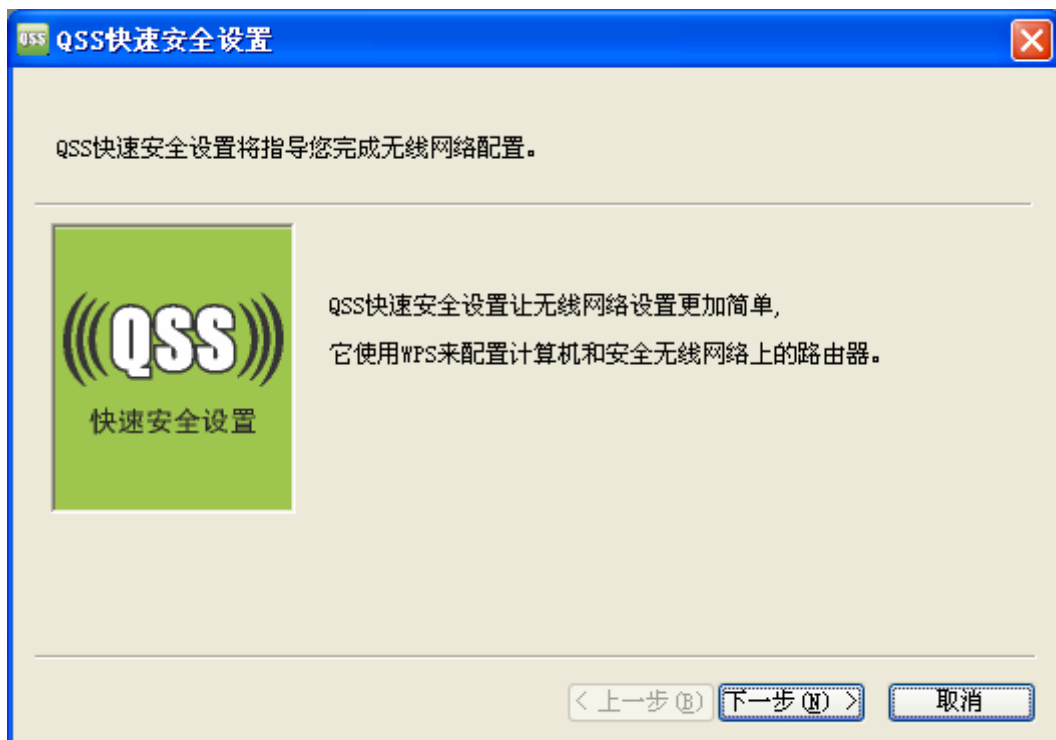 QSS QSS快速安全设置
QSS快速安全设置将指导您完成无线网络配置。
(((QSS)))
快速安全设置
QSS快速安全设置让无线网络设置更加简单,
它使用WPS来配置计算机和安全无线网络上的路由器。
< 上一步(B) 下一步(N) > 取消